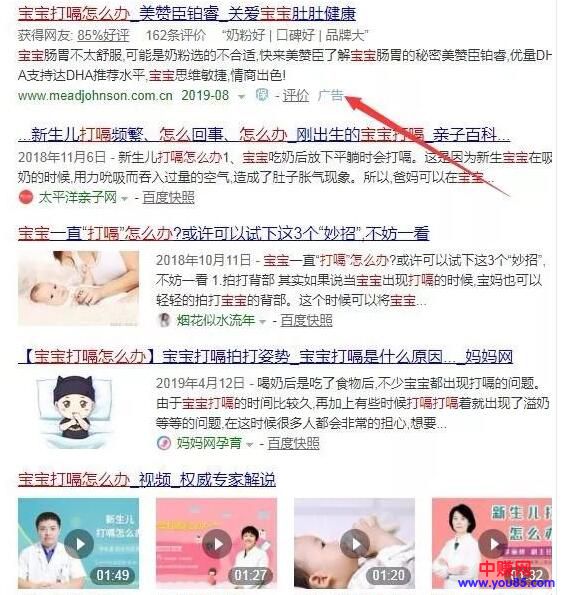 宝宝打嗝怎么办_美赞臣铂睿_关爱宝宝肚肚健康
获得网友: 85%好评 162条评价 “奶粉好 | 口碑好 | 品牌大”
宝宝肠胃不太舒服,可能是奶粉选的不合适,快来美赞臣了解宝宝肠胃的秘密美赞臣铂睿,优量DH
A支持达DHA推荐水平,宝宝思维敏捷,情商出色!
www.meadjohnson.com.cn 2019-08 保 - 评价 广告
...新生儿打嗝频繁、怎么回事、怎么办_刚出生的宝宝打嗝_亲子百科...
2018年11月6日 - 新生儿打嗝怎么办1、宝宝吃奶后放下平躺时会打嗝。这是因为新生宝宝在吸
奶的时候,用力吮吸而吞入过量的空气,造成了肚子胀气现象。所以,爸妈可以在宝宝...
太平洋亲子网 - 百度快照
宝宝一直“打嗝”怎么办?或许可以试下这3个“妙招”,不妨一看
2018年10月11日 - 宝宝一直“打嗝”怎么办?或许可以试下这3个“妙招”,
不妨一看 1.拍打背部 其实如果说当宝宝出现打嗝的时候,宝妈也可以
轻轻的拍打宝宝的背部。这个时候可以将宝宝...
烟花似水流年 - 百度快照
【宝宝打嗝怎么办】宝宝打嗝拍打姿势_宝宝打嗝是什么原因..._妈妈网
2019年4月12日 - 喝奶后是吃了食物后,不少宝宝都出现打嗝的问题。
由于宝宝打嗝的时间比较久,再加上有些时候打嗝打嗝着就出现了溢奶
等等的问题,在这时候很多人都会非常的担心,想要...
妈妈网孕育 - 百度快照
宝宝打嗝怎么办_视频_权威专家解说
新生儿
打嗝怎么办
01:49
01:27
01:20
新生儿打
怎么办
01:32
中赚网
www.you85.com